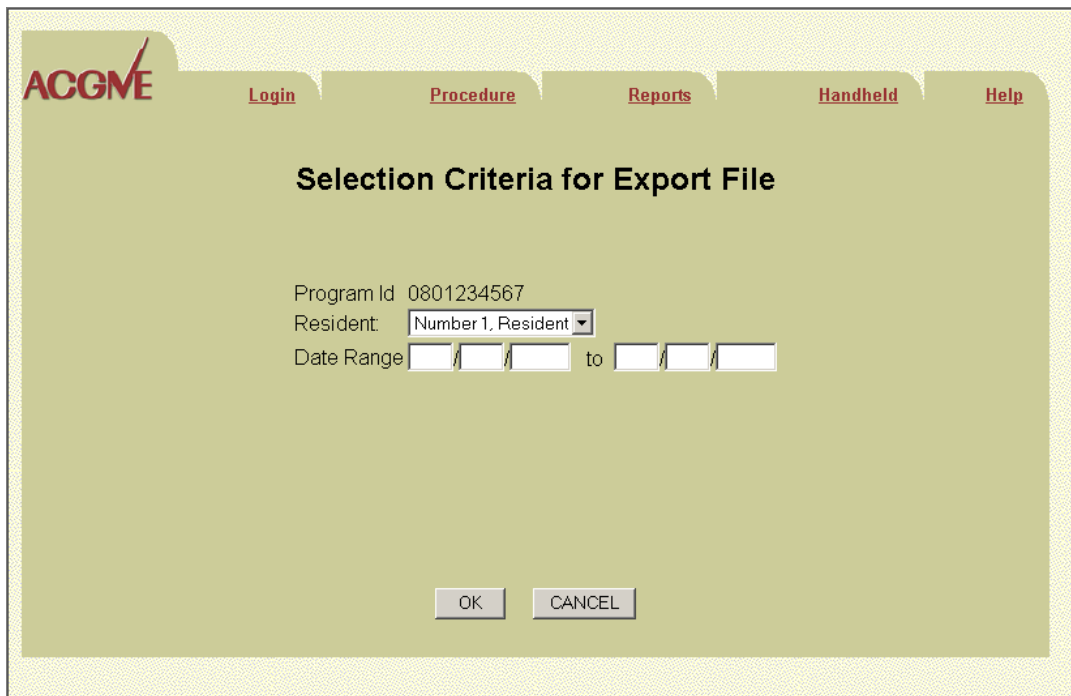 ACGME
Login Procedure Reports Handheld Help
Selection Criteria for Export File
Program Id 0801234567
Resident: Number 1, Resident
Date Range / / to / /
OK CANCEL